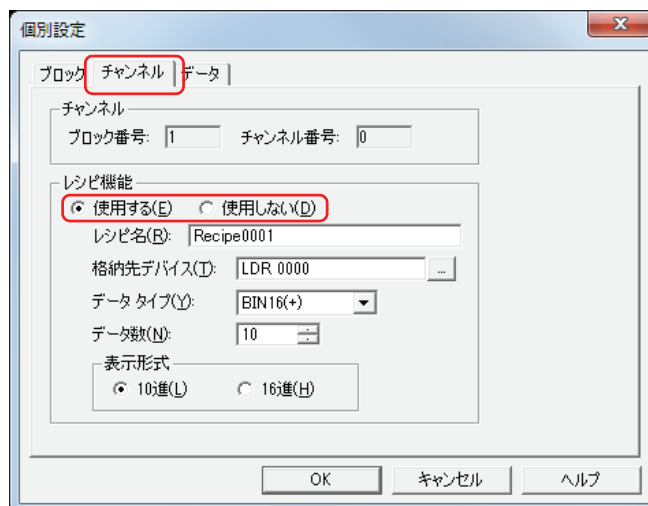 個別設定
ブロック チャンネル データ
チャンネル
ブロック番号: 1 チャンネル番号: 0
レシピ機能
使用する(E) 使用しない(D)
レシピ名(R): Recipe0001
格納先デバイス(T): LDR 0000 ...
データ タイプ(Y): BIN16(+)
データ数(N): 10
表示形式
10進(L) 16進(H)
OK キャンセル ヘルプ